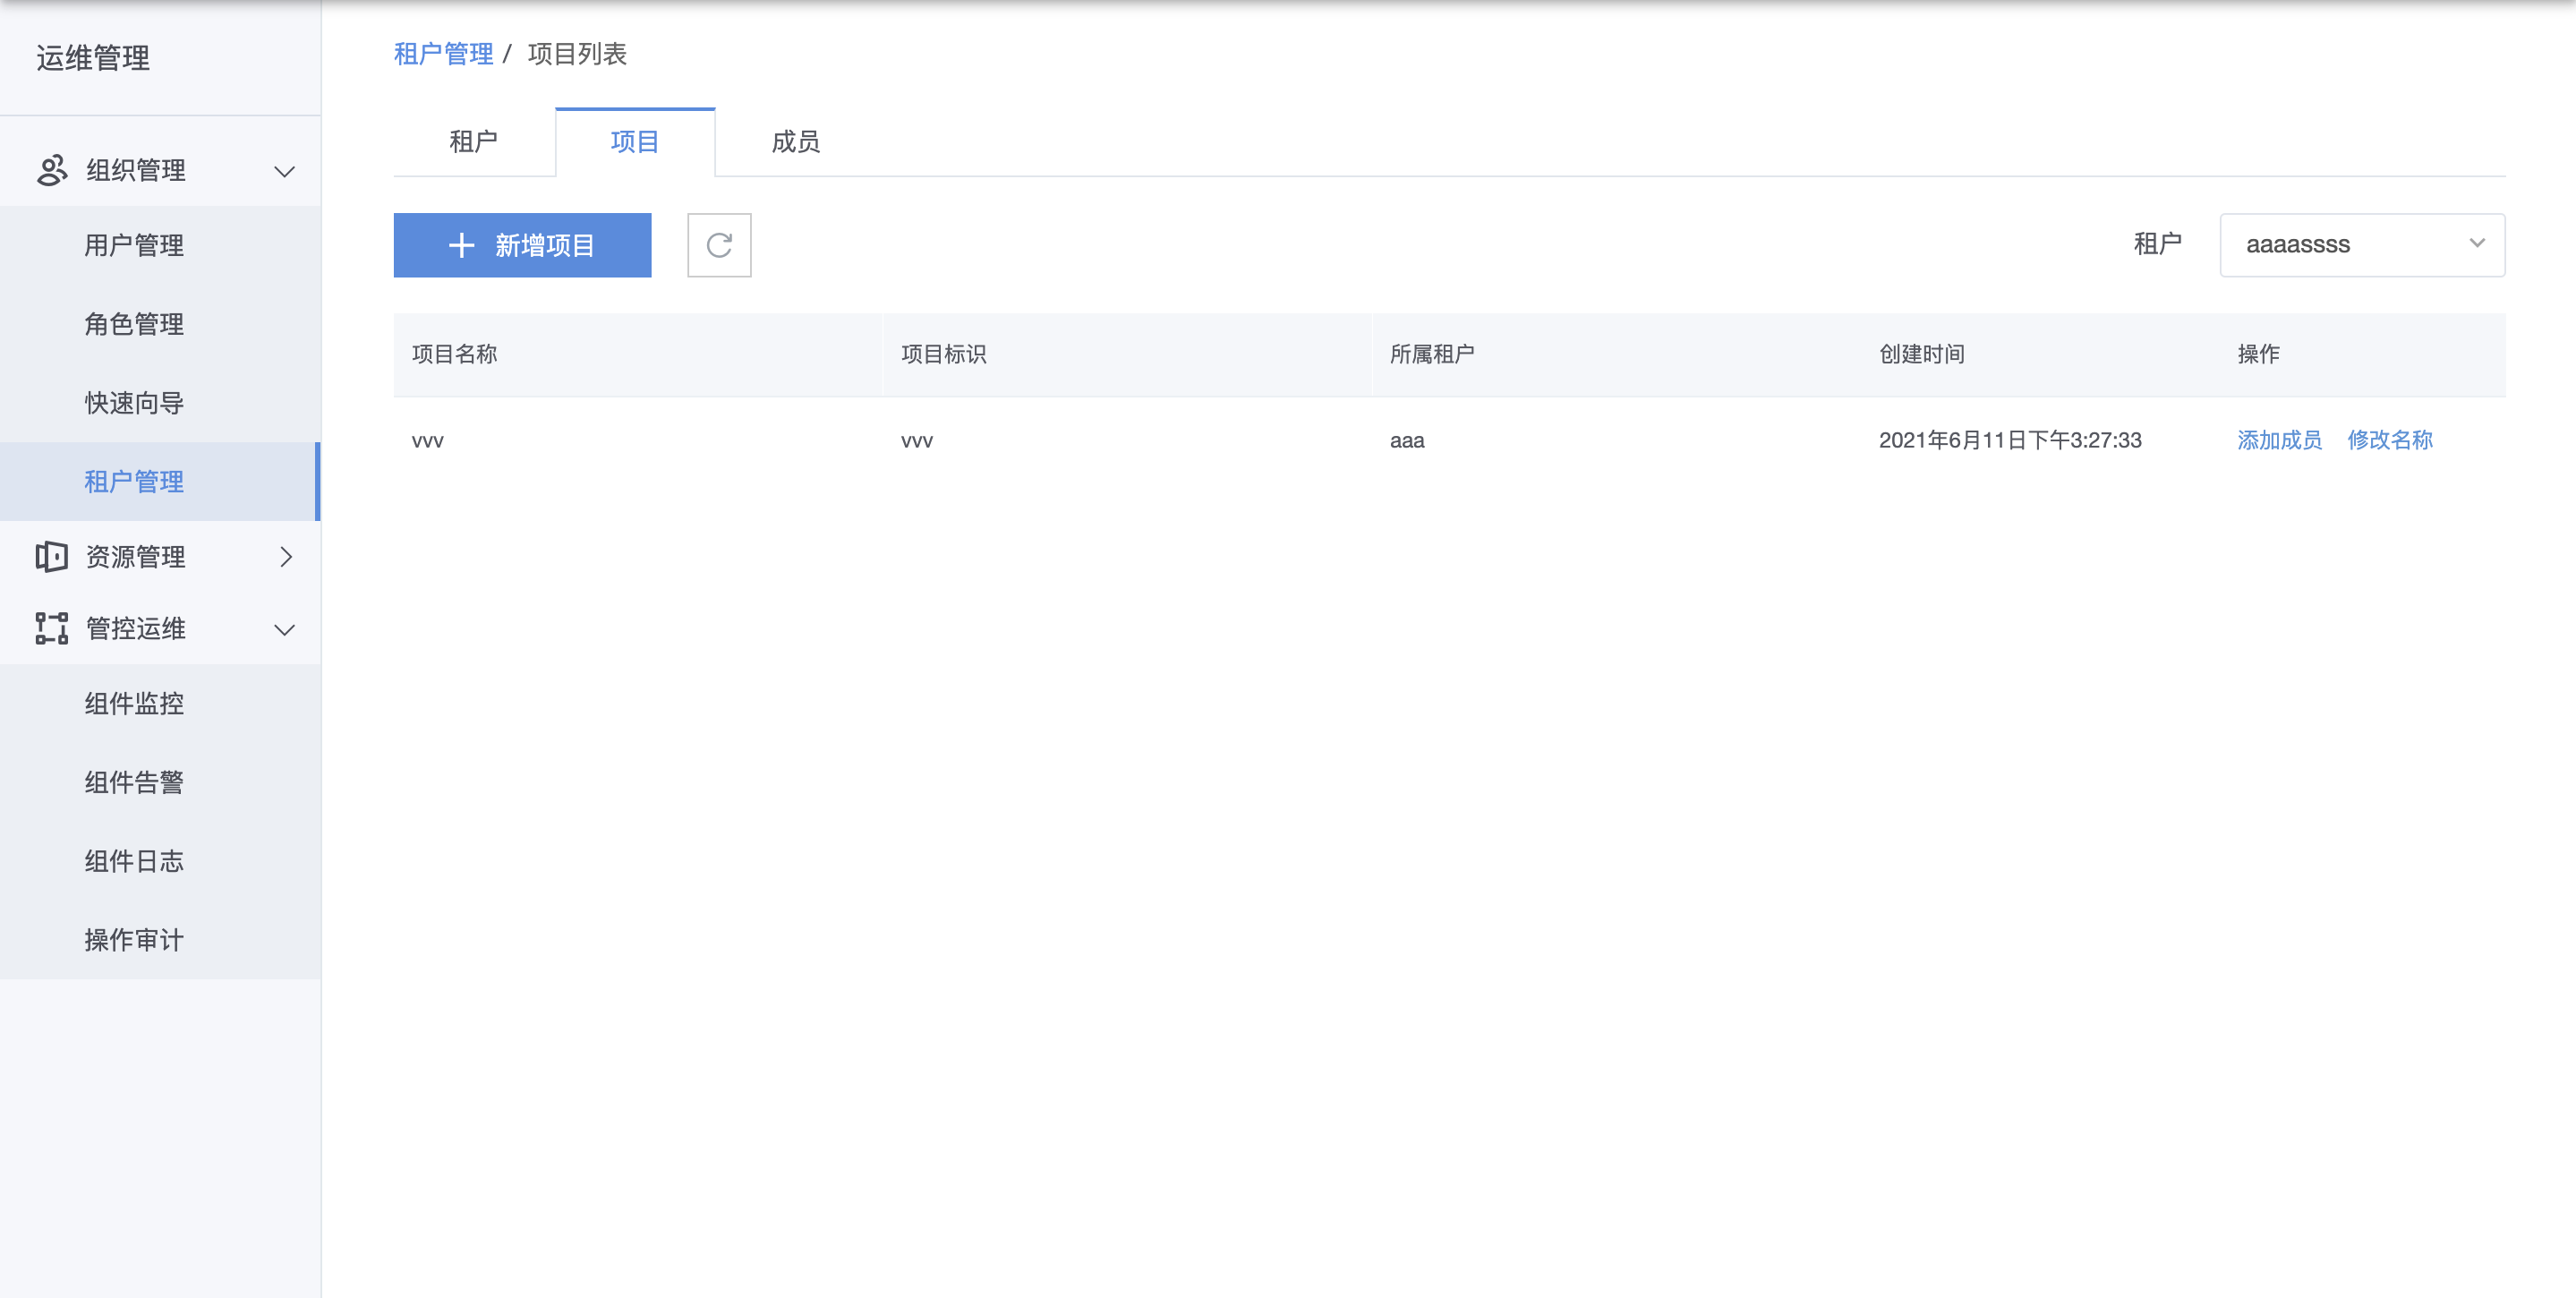 运维管理
组织管理
用户管理
角色管理
快速向导
租户管理
资源管理
管控运维
组件监控
组件告警
组件日志
操作审计
租户管理 / 项目列表
租户 项目 成员
新增项目 租户 aaaassss
项目名称 项目标识 所属租户 创建时间 操作
vvv vvv aaa 2021年6月11日下午3:27:33 添加成员 修改名称